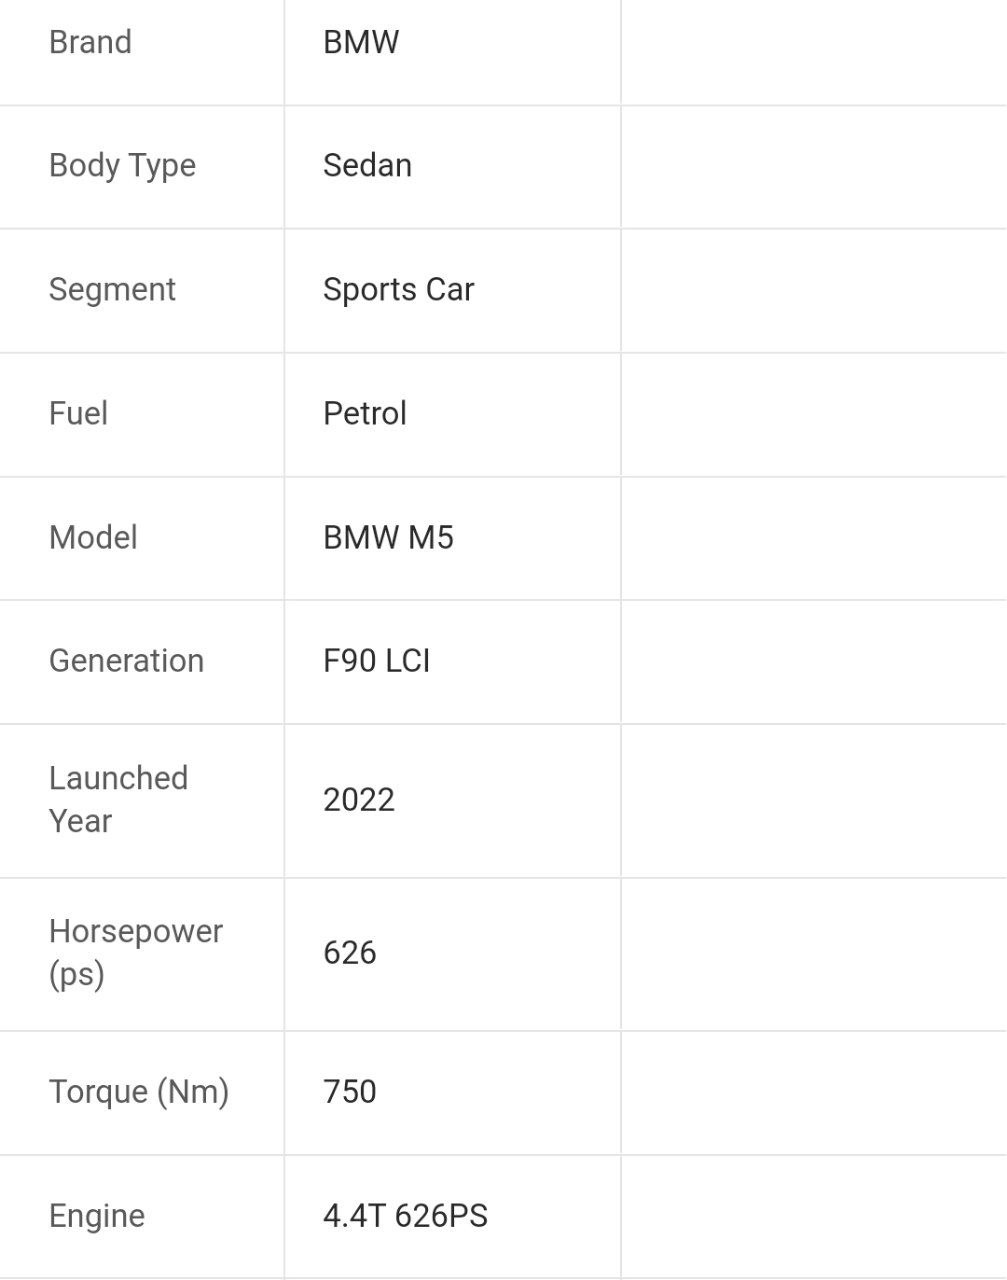 Brand BMW
Body Type Sedan
Segment Sports Car
Fuel Petrol
Model BMW M5
Generation F90 LCI
Launched
Year 2022
Horsepower
(ps) 626
Torque (Nm) 750
Engine 4.4T 626PS